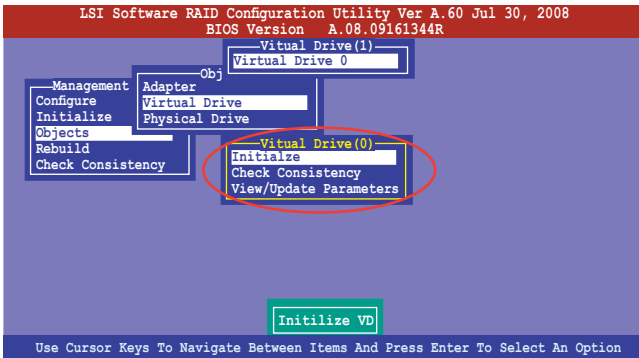 LSI Software RAID Configuration Utility Ver A.60 Jul 30, 2008
BIOS Version A.08.09161344R
Vitual Drive(1)
Virtual Drive 0
Obj
Adapter
Virtual Drive
Physical Drive
Management
Configure
Initialize
Objects
Rebuild
Check Consistency
Vitual Drive(0)
Initialze
Check Consistency
View/Update Parameters
Initilize VD
Use Cursor Keys To Navigate Between Items And Press Enter To Select An Option